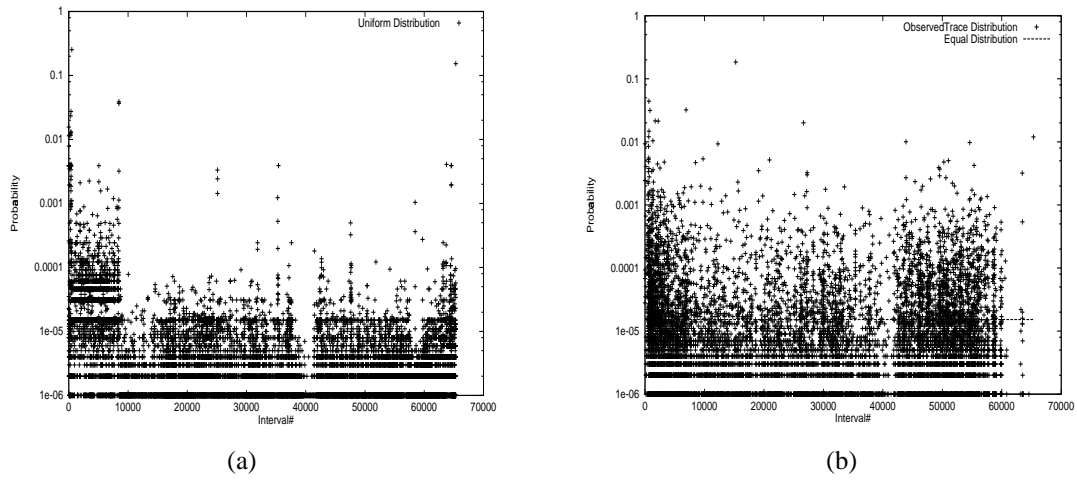 1
0.1
0.01
0.001
0.0001
1e-05
1e-06
Probability
Uniform Distribution
0 10000 20000 30000 40000 50000 60000 70000
Interval#
(a)
1
0.1
0.01
0.001
0.0001
1e-05
1e-06
Probability
ObservedTrace Distribution
Equal Distribution
0 10000 20000 30000 40000 50000 60000 70000
Interval#
(b)